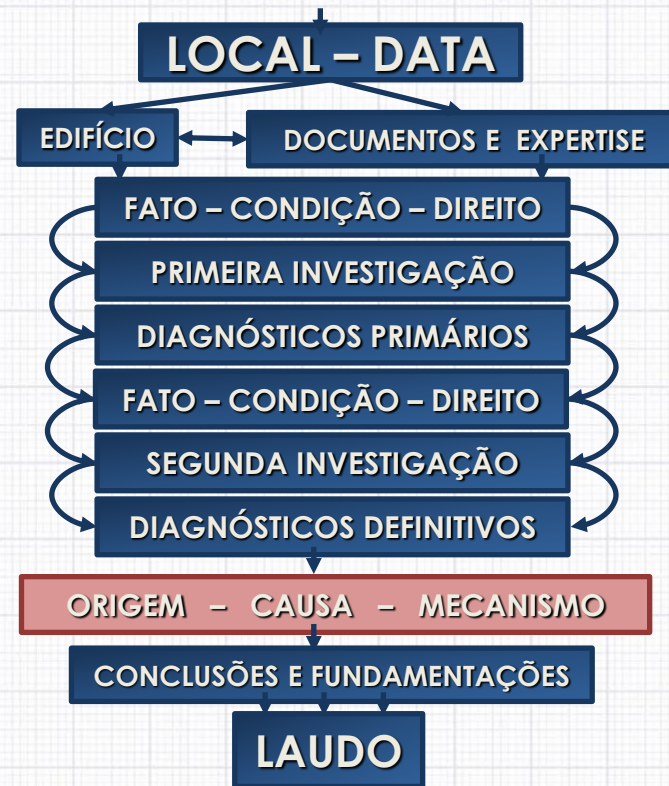 LOCAL – DATA
EDIFÍCIO
DOCUMENTOS E EXPERTISE
FATO – CONDIÇÃO – DIREITO
PRIMEIRA INVESTIGAÇÃO
DIAGNÓSTICOS PRIMÁRIOS
FATO – CONDIÇÃO – DIREITO
SEGUNDA INVESTIGAÇÃO
DIAGNÓSTICOS DEFINITIVOS
ORIGEM – CAUSA – MECANISMO
CONCLUSÕES E FUNDAMENTAÇÕES
LAUDO